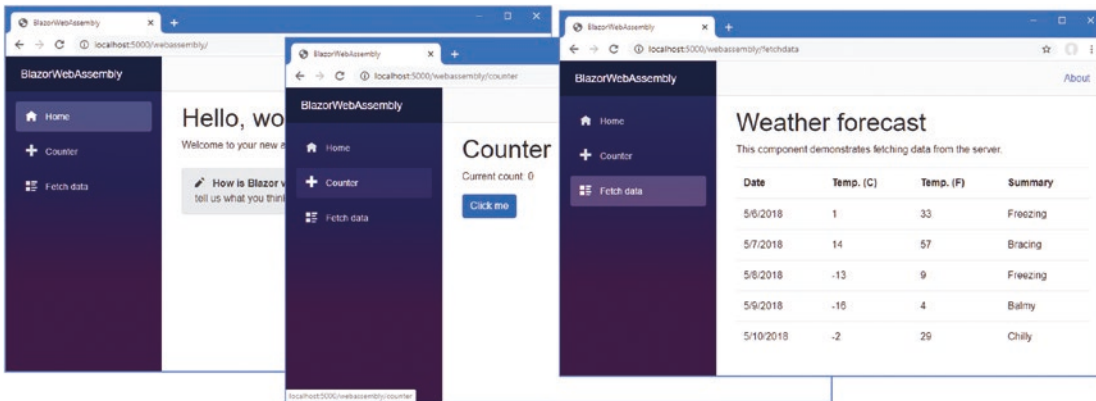 BlazorWebAssembly
localhost:5000/webassembly/
BlazorWebAssembly
Home
Counter
Fetch data
Hello, wo
Welcome to your new a
How is Blazor w
tell us what you thin
BlazorWebAssembly
localhost:5000/webassembly/counter
BlazorWebAssembly
Home
Counter
Fetch data
Counter
Current count: 0
Click me
localhost:5000/webassembly/counter
BlazorWebAssembly
localhost:5000/webassembly/fetchdata
BlazorWebAssembly
About
Home
Counter
Fetch data
Weather forecast
This component demonstrates fetching data from the server.
Date Temp. (C) Temp. (F) Summary
5/6/2018 1 33 Freezing
5/7/2018 14 57 Bracing
5/8/2018 -13 9 Freezing
5/9/2018 -16 4 Balmy
5/10/2018 -2 29 Chilly